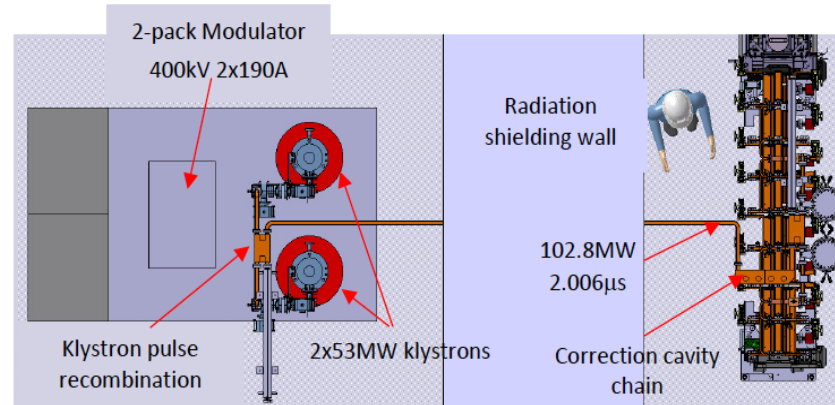 2-pack Modulator
400kV 2x190A
Radiation
shielding wall
102.8MW
2.006µs
Klystron pulse
recombination
2x53MW klystrons
Correction cavity
chain